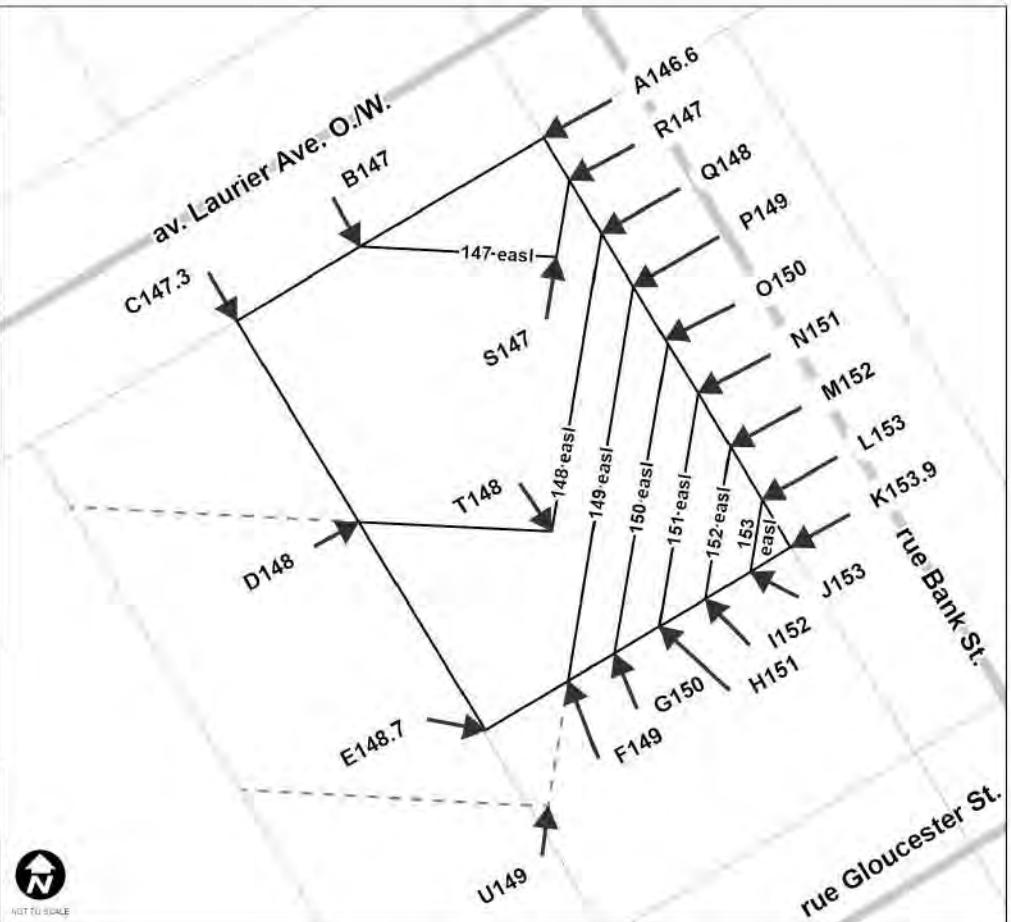 av. Laurier Ave. O./W.
A146.6
R147
Q148
P149
O150
N151
M152
L153
K153.9
B147
C147.3
147 easl
S147
148 easl
149 easl
150 easl
151 easl
152 easl
153
easl
T148
D148
E148.7
U149
F149
G150
H151
I152
J153
rue Bank St.
rue Gloucester St.
N
NOT TO SCALE